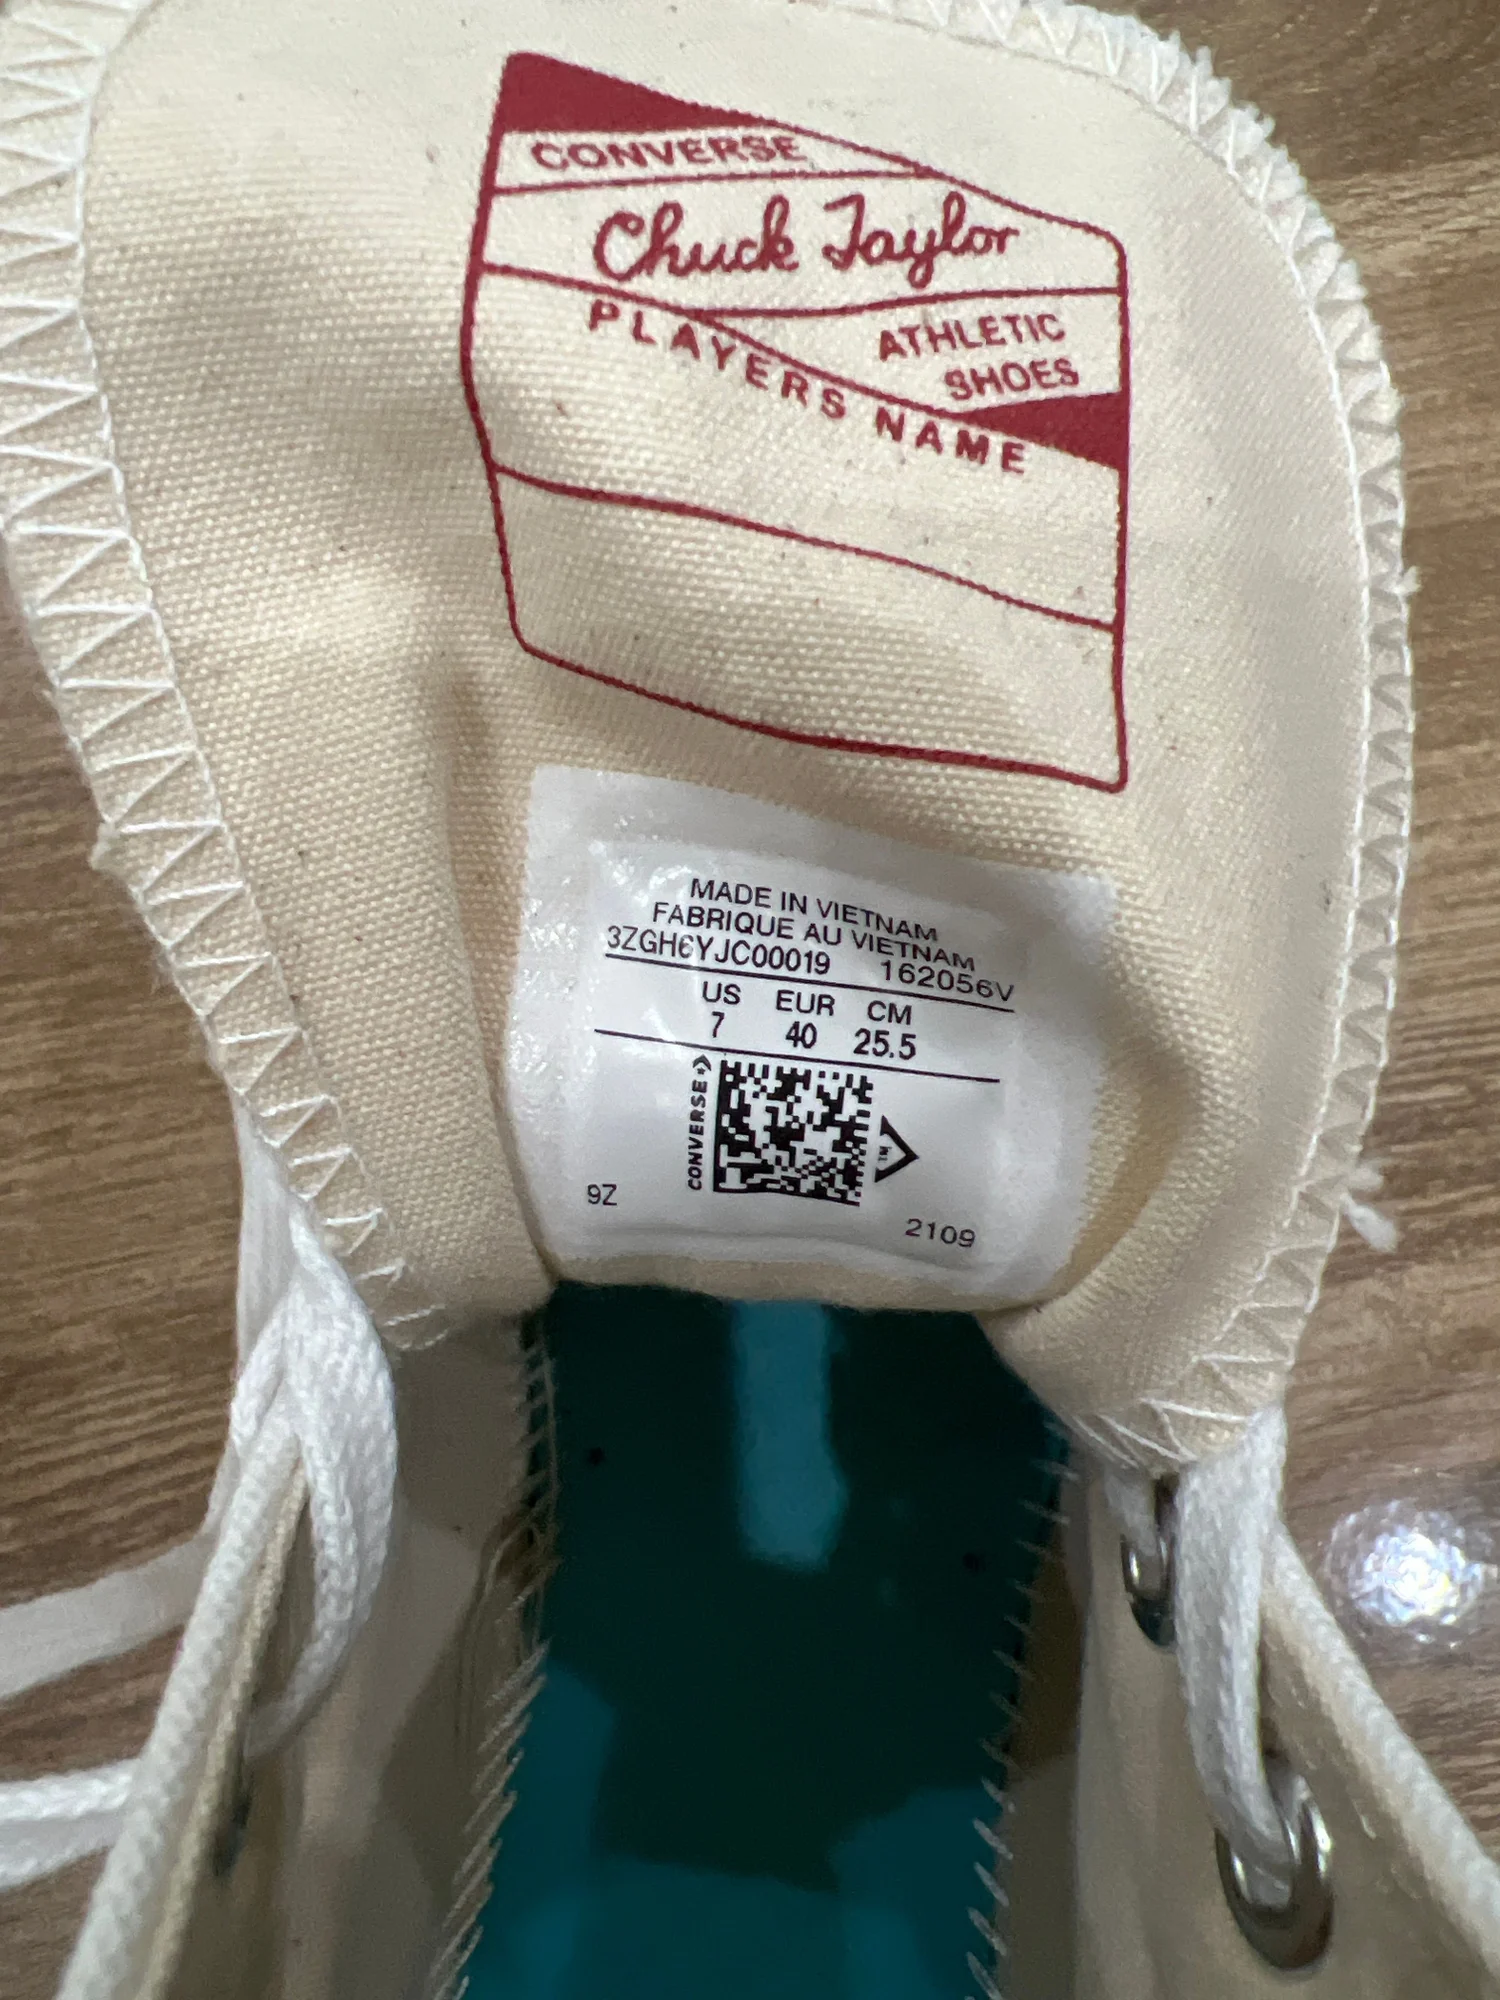 CONVERSE
Chuck Taylor
ATHLETIC
SHOES
PLAYERS NAME
MADE IN VIETNAM
FABRIQUE AU VIETNAM
3ZGH6YJC00019 162056V
US EUR CM
7 40 25.5
CONVERSE
TM
9Z
2109